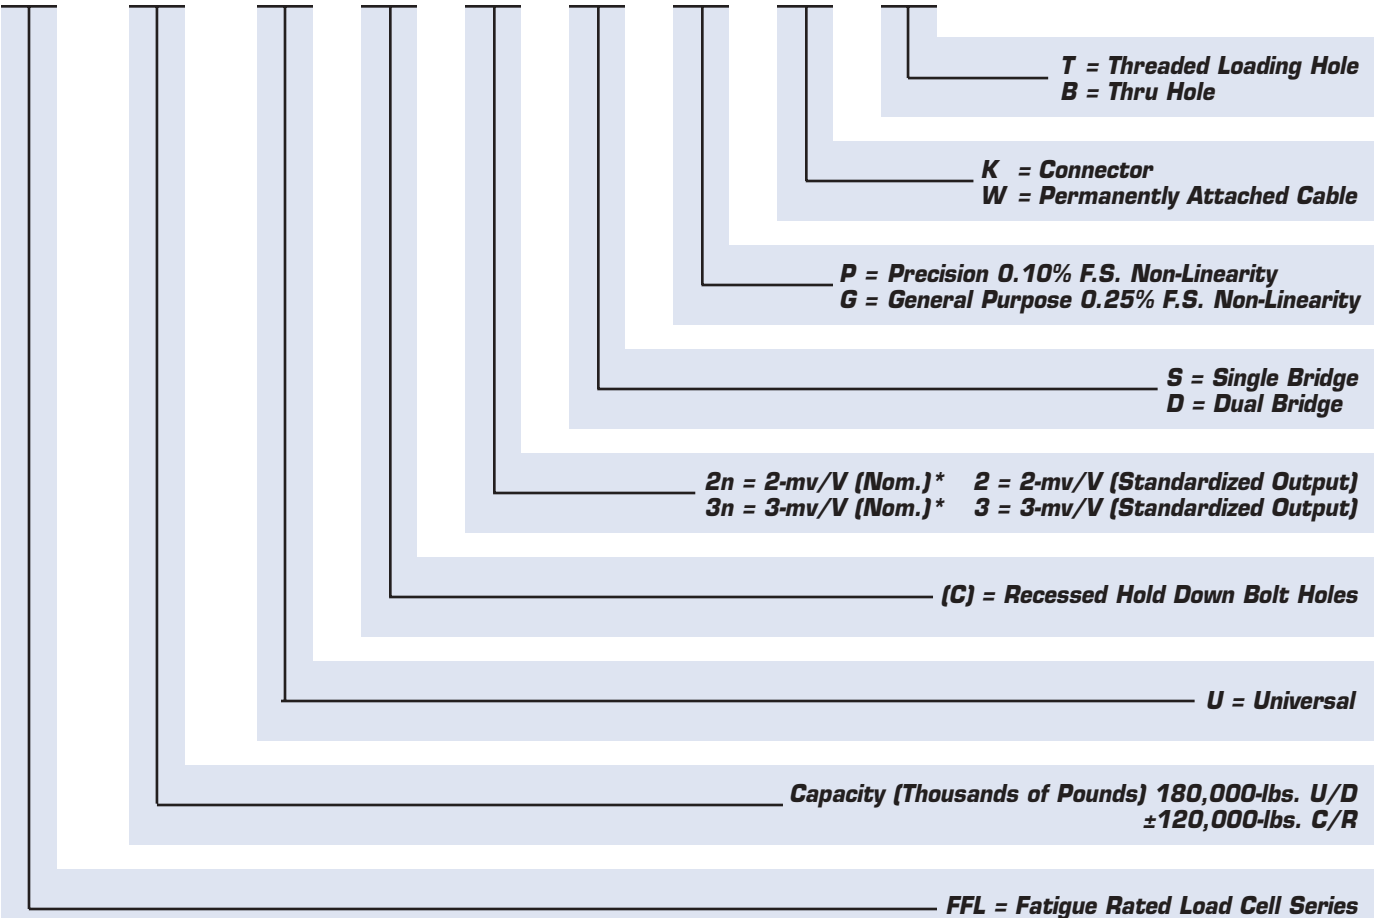 T = Threaded Loading Hole
B = Thru Hole
K = Connector
W = Permanently Attached Cable
P = Precision 0.10% F.S. Non-Linearity
G = General Purpose 0.25% F.S. Non-Linearity
S = Single Bridge
D = Dual Bridge
2n = 2-mv/V (Nom.)* 2 = 2-mv/V (Standardized Output)
3n = 3-mv/V (Nom.)* 3 = 3-mv/V (Standardized Output)
(C) = Recessed Hold Down Bolt Holes
U = Universal
Capacity (Thousands of Pounds) 180,000-lbs. U/D
±120,000-lbs. C/R
FFL = Fatigue Rated Load Cell Series